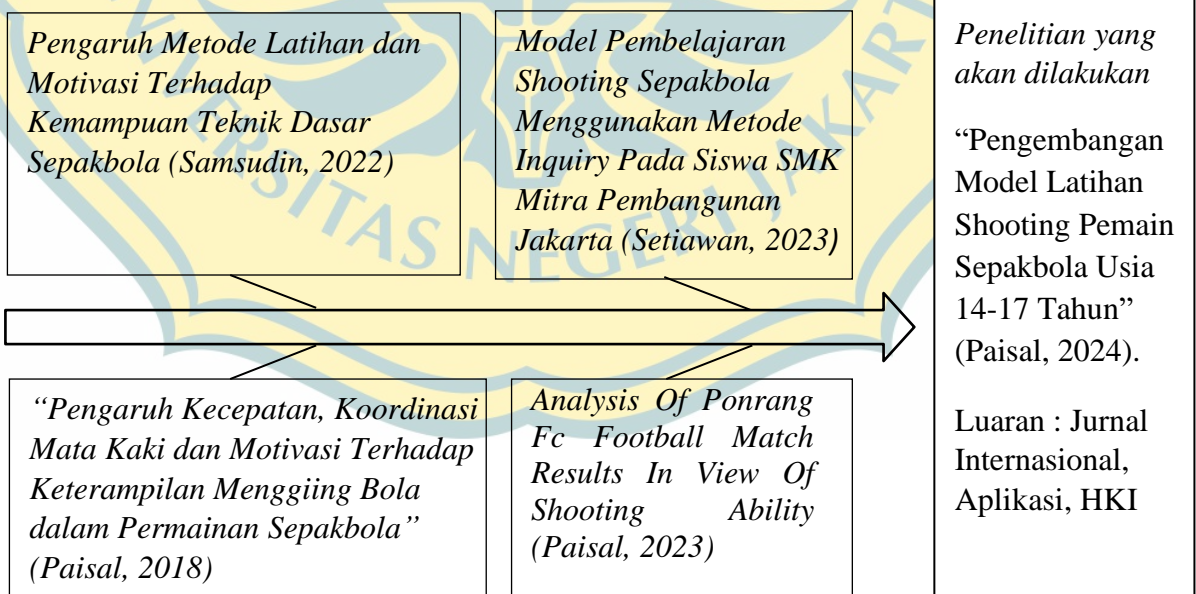 Pengaruh Metode Latihan dan
Motivasi Terhadap
Kemampuan Teknik Dasar
Sepakbola (Samsudin, 2022)
Model Pembelajaran
Shooting Sepakbola
Menggunakan Metode
Inquiry Pada Siswa SMK
Mitra Pembangunan
Jakarta (Setiawan, 2023)
“Pengaruh Kecepatan, Koordinasi
Mata Kaki dan Motivasi Terhadap
Keterampilan Menggiing Bola
dalam Permainan Sepakbola”
(Paisal, 2018)
Analysis Of Ponrang
Fc Football Match
Results In View Of
Shooting Ability
(Paisal, 2023)
Penelitian yang
akan dilakukan
“Pengembangan
Model Latihan
Shooting Pemain
Sepakbola Usia
14-17 Tahun”
(Paisal, 2024).
Luaran : Jurnal
Internasional,
Aplikasi, HKI
ERSITAS NEGERI JAKART